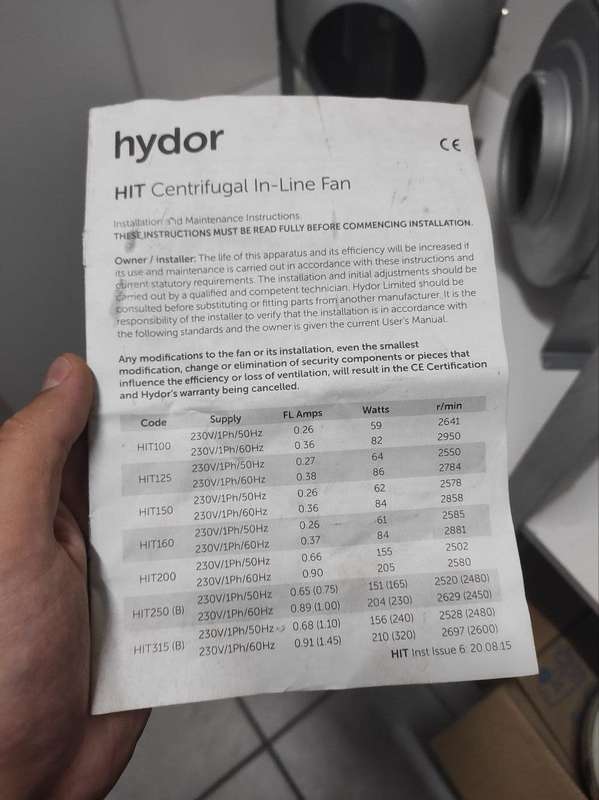 hydor
CE
HIT Centrifugal In-Line Fan
Installation and Maintenance Instructions.
THESE INSTRUCTIONS MUST BE READ FULLY BEFORE COMMENCING INSTALLATION.
Owner / installer: The life of this apparatus and its efficiency will be increased if
its use and maintenance is carried out in accordance with these instructions and
current statutory requirements. The installation and initial adjustments should be
carried out by a qualified and competent technician. Hydor Limited should be
consulted before substituting or fitting parts from another manufacturer. It is the
responsibility of the installer to verify that the installation is in accordance with
the following standards and the owner is given the current User's Manual.
Any modifications to the fan or its installation, even the smallest
modification, change or elimination of security components or pieces that
influence the efficiency or loss of ventilation, will result in the CE Certification
and Hydor's warranty being cancelled.
Code Supply FL Amps Watts r/min
HIT100 230V/1Ph/50Hz 0.26 59 2641
230V/1Ph/60Hz 0.36 82 2950
HIT125 230V/1Ph/50Hz 0.27 64 2550
230V/1Ph/60Hz 0.38 86 2784
HIT150 230V/1Ph/50Hz 0.26 62 2578
230V/1Ph/60Hz 0.36 84 2858
HIT160 230V/1Ph/50Hz 0.26 61 2585
230V/1Ph/60Hz 0.37 84 2881
HIT200 230V/1Ph/50Hz 0.66 155 2502
230V/1Ph/60Hz 0.90 205 2580
HIT250 (B) 230V/1Ph/50Hz 0.65 (0.75) 151 (165) 2520 (2480)
230V/1Ph/60Hz 0.89 (1.00) 204 (230) 2629 (2450)
HIT315 (B) 230V/1Ph/50Hz 0.68 (1.10) 156 (240) 2528 (2480)
230V/1Ph/60Hz 0.91 (1.45) 210 (320) 2697 (2600)
HIT Inst Issue 6. 20.08.15